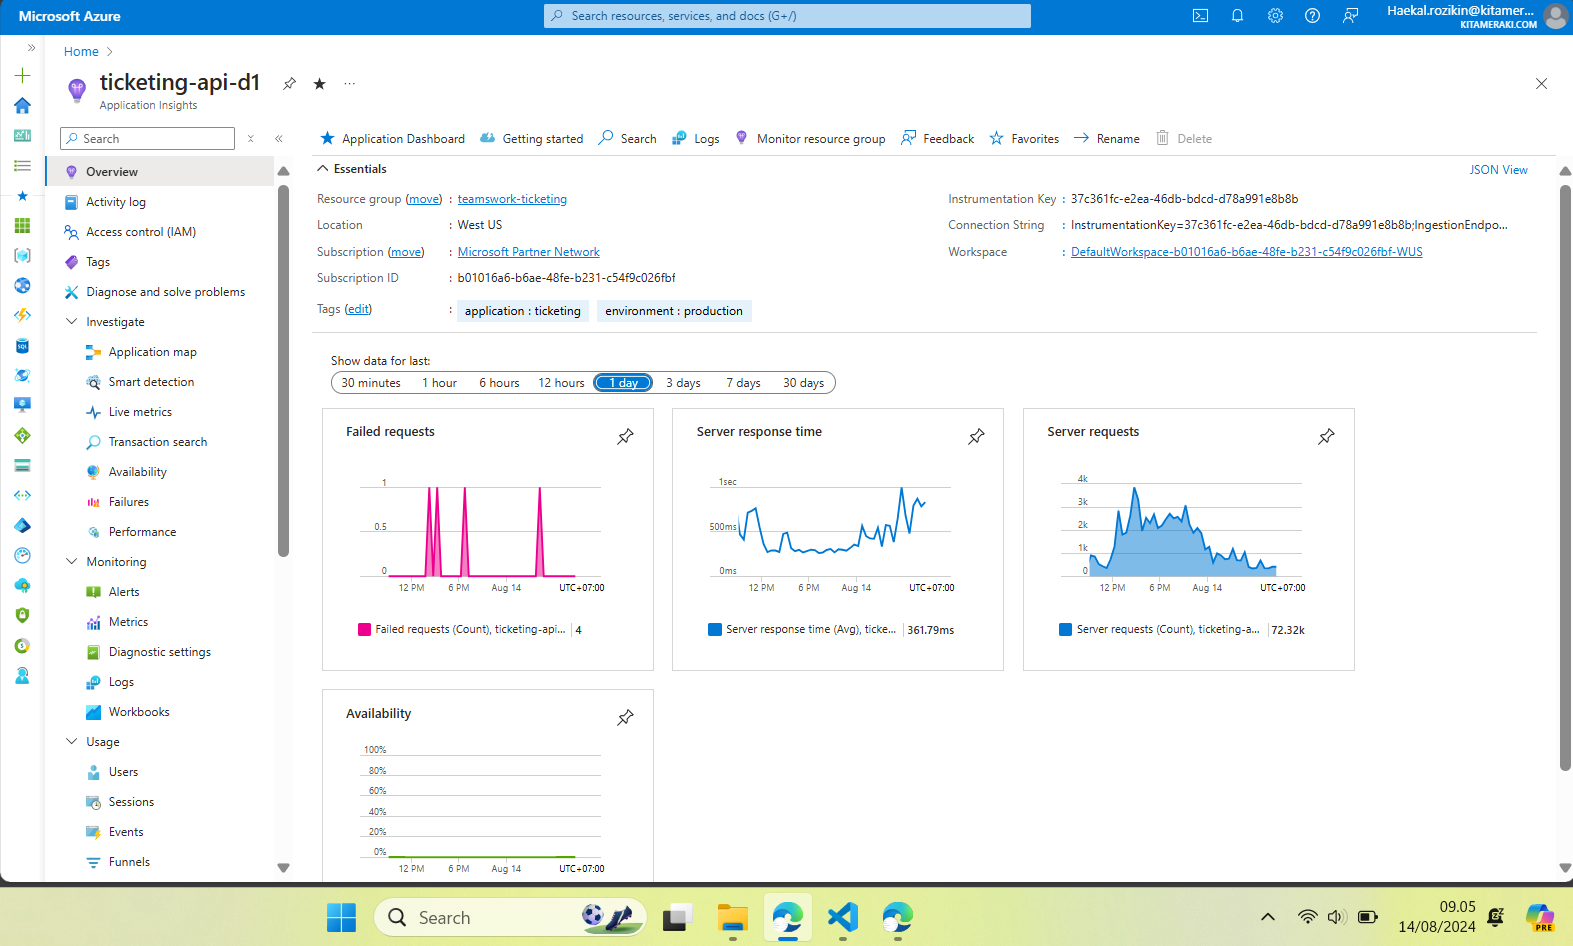 Microsoft Azure
Search resources, services, and docs (G+/)
Haekal.rozikin@kitamer...
KITAMERAKI.COM
Home
ticketing-api-d1
Application Insights
Search
Application Dashboard
Getting started
Search
Logs
Monitor resource group
Feedback
Favorites
Rename
Delete
Overview
Activity log
Access control (IAM)
Tags
Diagnose and solve problems
Investigate
Application map
Smart detection
Live metrics
Transaction search
Availability
Failures
Performance
Monitoring
Alerts
Metrics
Diagnostic settings
Logs
Workbooks
Usage
Users
Sessions
Events
Funnels
SQL
Essentials
JSON View
Resource group (move) : teamswork-ticketing
Location : West US
Subscription (move) : Microsoft Partner Network
Subscription ID : b01016a6-b6ae-48fe-b231-c54f9c026fbf
Tags (edit) : application : ticketing environment : production
Instrumentation Key : 37c361fc-e2ea-46db-bdcd-d78a991e8b8b
Connection String : InstrumentationKey=37c361fc-e2ea-46db-bdcd-d78a991e8b8b;IngestionEndpo...
Workspace : DefaultWorkspace-b01016a6-b6ae-48fe-b231-c54f9c026fbf-WUS
Show data for last:
30 minutes 1 hour 6 hours 12 hours 1 day 3 days 7 days 30 days
Failed requests
1
0.5
0
12 PM 6 PM Aug 14 UTC+07:00
Failed requests (Count), ticketing-api... 4
Server response time
1sec
500ms
0ms
12 PM 6 PM Aug 14 UTC+07:00
Server response time (Avg), ticke... 361.79ms
Server requests
4k
3k
2k
1k
0
12 PM 6 PM Aug 14 UTC+07:00
Server requests (Count), ticketing-a... 72.32k
Availability
100%
80%
60%
40%
20%
0%
12 PM 6 PM Aug 14 UTC+07:00
Search
09.05
14/08/2024
PRE